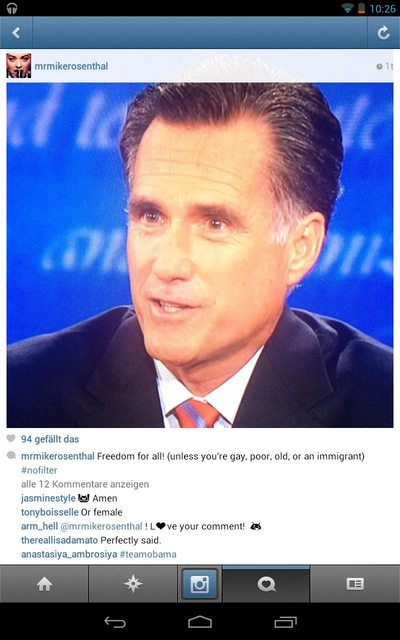 10:26
mrmikerosenthal
1t
94 gefällt das
mrmikerosenthal Freedom for all! (unless you're gay, poor, old, or an immigrant)
#nofilter
alle 12 Kommentare anzeigen
jasminestyle Amen
tonyboisselle Or female
arm_hell @mrmikerosenthal ! L❤ve your comment!
thereallisadamato Perfectly said.
anastasiya_ambrosiya #teamobama